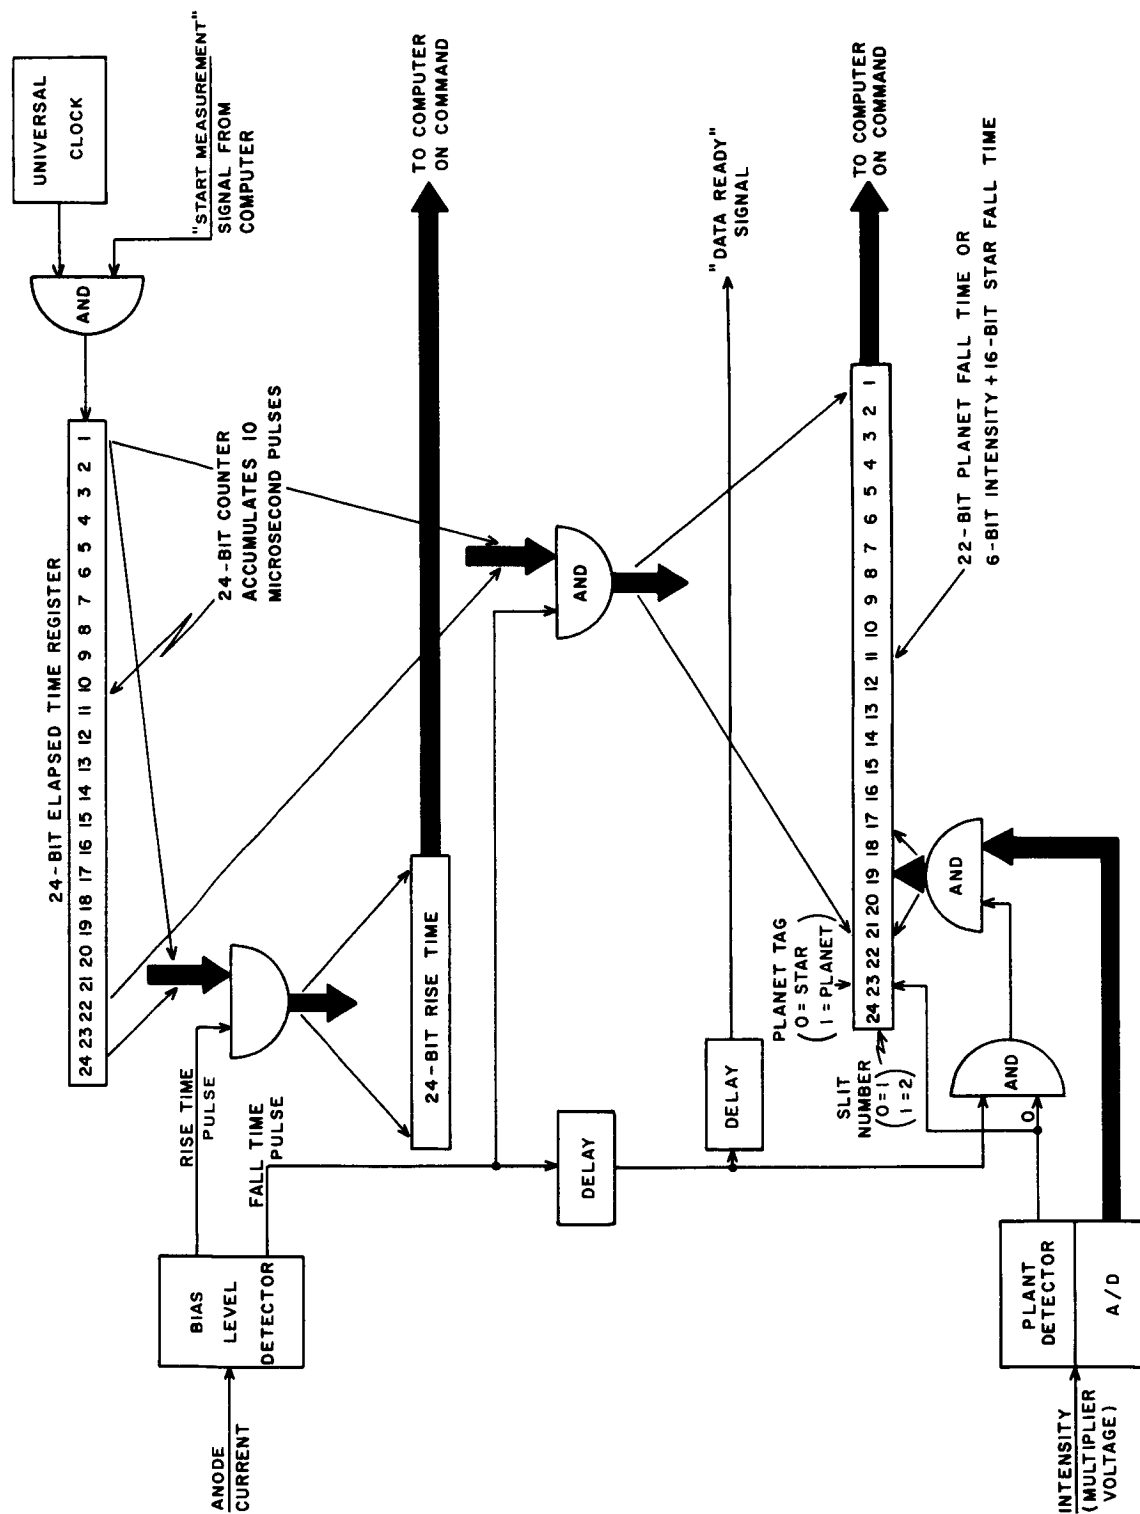 UNIVERSAL
CLOCK
"START MEASUREMENT"
SIGNAL FROM
COMPUTER
AND
24-BIT ELAPSED TIME REGISTER
24 23 22 21 20 19 18 17 16 15 14 13 12 11 10 9 8 7 6 5 4 3 2 1
24-BIT COUNTER
ACCUMULATES 10
MICROSECOND PULSES
RISE TIME
PULSE
FALL TIME
PULSE
ANODE
CURRENT
BIAS
LEVEL
DETECTOR
24-BIT RISE TIME
TO COMPUTER
ON COMMAND
AND
DELAY
DELAY
"DATA READY"
SIGNAL
PLANET TAG
(0 = STAR
1 = PLANET)
SLIT
NUMBER
(0 = 1
1 = 2)
24 23 22 21 20 19 18 17 16 15 14 13 12 11 10 9 8 7 6 5 4 3 2 1
TO COMPUTER
ON COMMAND
22-BIT PLANET FALL TIME OR
6-BIT INTENSITY + 16-BIT STAR FALL TIME
AND
AND
0
PLANT
DETECTOR
A/D
INTENSITY
(MULTIPLIER
VOLTAGE)